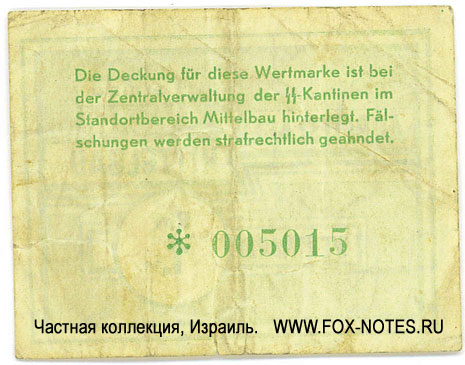 Die Deckung für diese Wertmarke ist bei
der Zentralverwaltung der ᛋᛋ-Kantinen im
Standortbereich Mittelbau hinterlegt. Fäl-
schungen werden strafrechtlich geahndet.
* 005015
Частная коллекция, Израиль. WWW.FOX-NOTES.RU